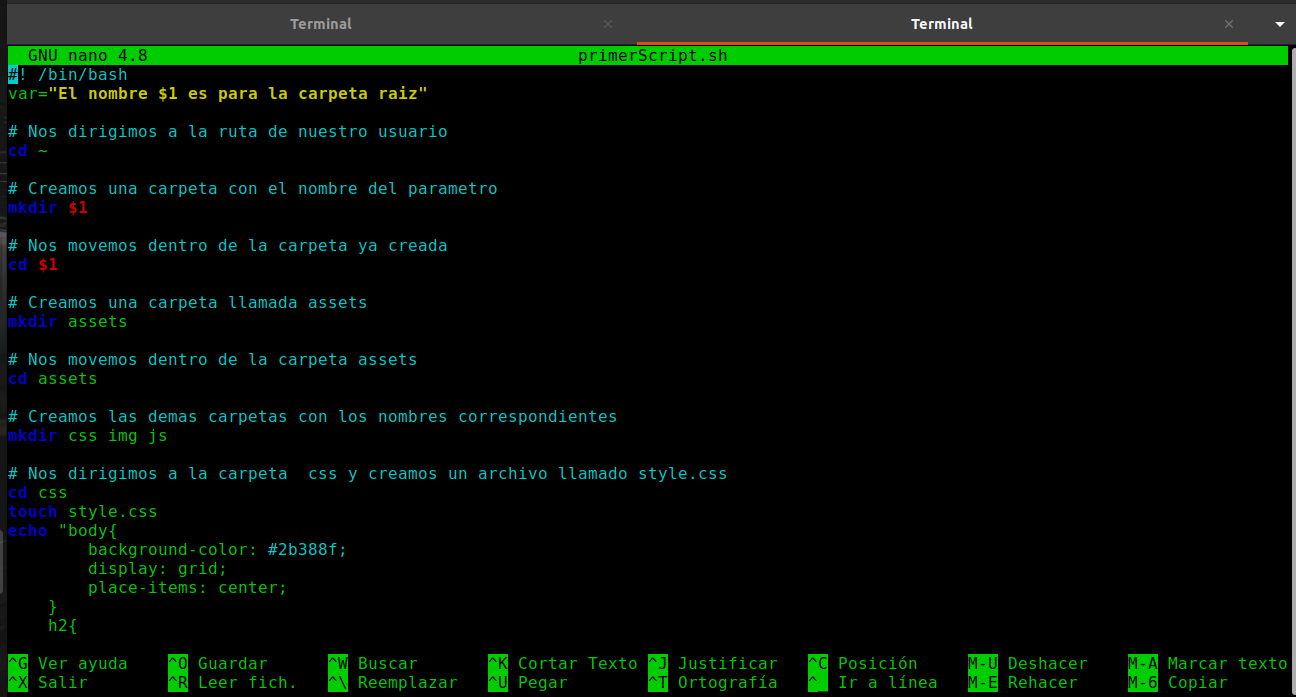 Terminal × Terminal ×
GNU nano 4.8 primerScript.sh
#! /bin/bash
var="El nombre $1 es para la carpeta raiz"
# Nos dirigimos a la ruta de nuestro usuario
cd ~
# Creamos una carpeta con el nombre del parametro
mkdir $1
# Nos movemos dentro de la carpeta ya creada
cd $1
# Creamos una carpeta llamada assets
mkdir assets
# Nos movemos dentro de la carpeta assets
cd assets
# Creamos las demas carpetas con los nombres correspondientes
mkdir css img js
# Nos dirigimos a la carpeta  css y creamos un archivo llamado style.css
cd css
touch style.css
echo "body{
background-color: #2b388f;
display: grid;
place-items: center;
}
h2{
^G Ver ayuda ^O Guardar ^W Buscar ^K Cortar Texto ^J Justificar ^C Posición M-U Deshacer M-A Marcar texto
^X Salir ^R Leer fich. ^\ Reemplazar ^U Pegar ^T Ortografía ^_ Ir a línea M-E Rehacer M-6 Copiar